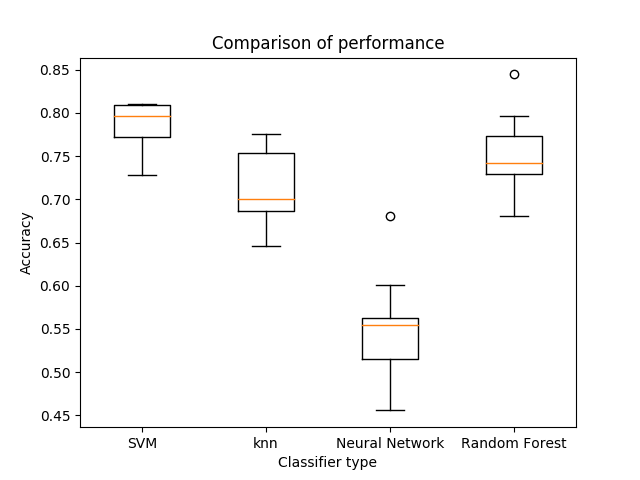 Comparison of performance
0.85
0.80
0.75
0.70
0.65
0.60
0.55
0.50
0.45
Accuracy
SVM
knn
Neural Network
Random Forest
Classifier type